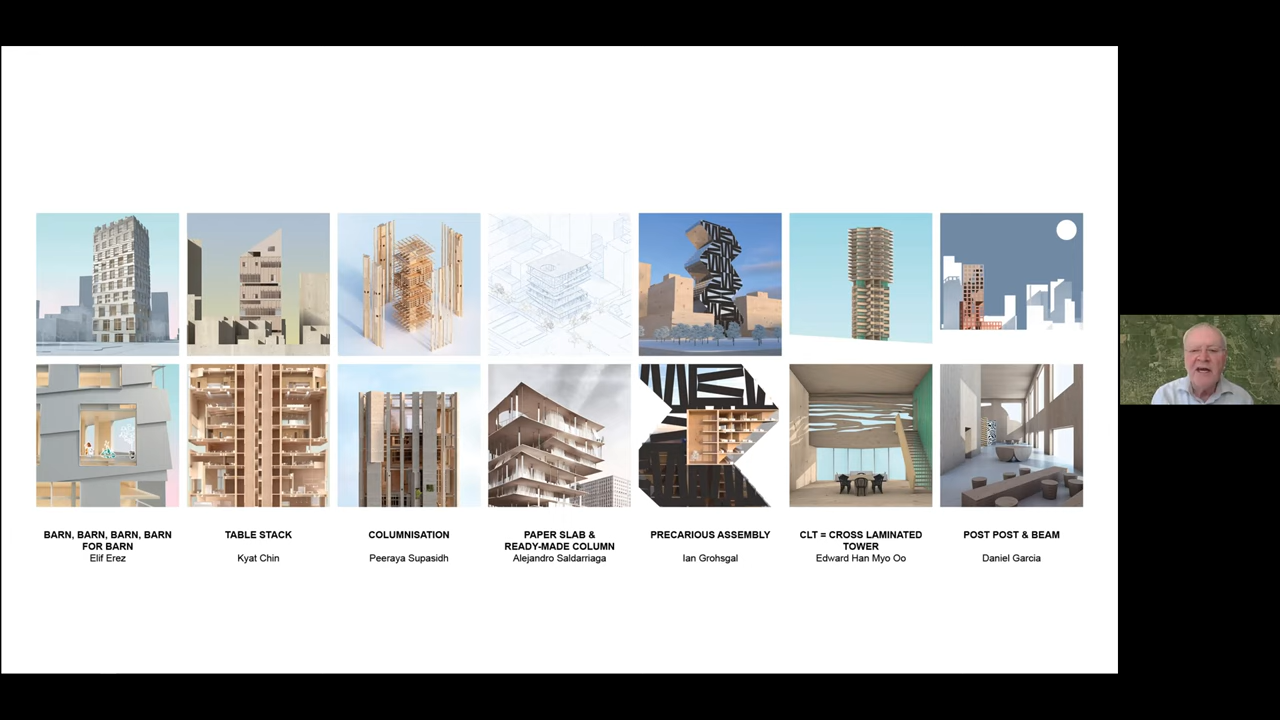 BARN, BARN, BARN, BARN
FOR BARN
Elif Erez
TABLE STACK
Kyat Chin
COLUMNISATION
Peeraya Supasidh
PAPER SLAB &
READY-MADE COLUMN
Alejandro Saldarriaga
PRECARIOUS ASSEMBLY
Ian Grohsgal
CLT = CROSS LAMINATED
TOWER
Edward Han Myo Oo
POST POST & BEAM
Daniel Garcia